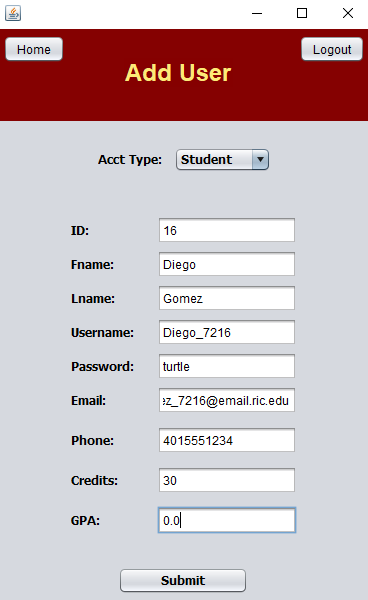 Home
Logout
Add User
Acct Type: Student
ID: 16
Fname: Diego
Lname: Gomez
Username: Diego_7216
Password: turtle
Email: z_7216@email.ric.edu
Phone: 4015551234
Credits: 30
GPA: 0.0
Submit